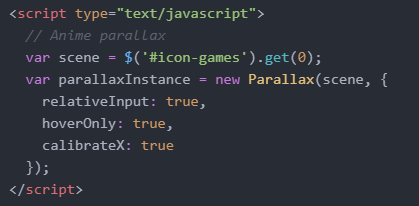 <script type="text/javascript">
  // Anime parallax
  var scene = $('#icon-games').get(0);
  var parallaxInstance = new Parallax(scene, {
    relativeInput: true,
    hoverOnly: true,
    calibrateX: true
  });
</script>